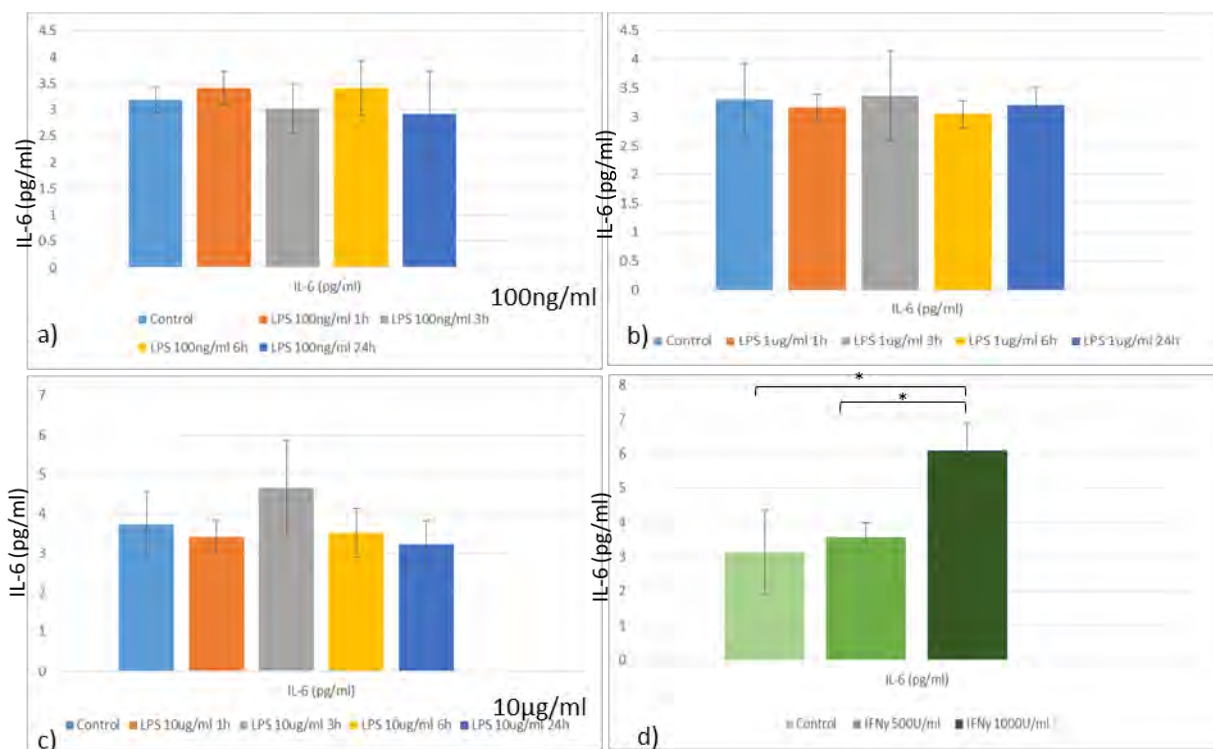 4.5
4
3.5
3
2.5
2
1.5
1
0.5
0
IL-6 (pg/ml)
IL-6 (pg/ml)
100ng/ml
a)
Control LPS 100ng/ml 1h LPS 100ng/ml 3h
LPS 100ng/ml 6h LPS 100ng/ml 24h
4.5
4
3.5
3
2.5
2
1.5
1
0.5
0
IL-6 (pg/ml)
IL-6 (pg/ml)
b)
Control LPS 1ug/ml 1h LPS 1ug/ml 3h LPS 1ug/ml 6h LPS 1ug/ml 24h
7
6
5
4
3
2
1
0
IL-6 (pg/ml)
IL-6 (pg/ml)
10µg/ml
c)
Control LPS 10ug/ml 1h LPS 10ug/ml 3h LPS 10ug/ml 6h LPS 10ug/ml 24h
8
7
6
5
4
3
2
1
0
*
*
IL-6 (pg/ml)
IL-6 (pg/ml)
d)
Control IFNγ 500U/ml IFNγ 1000U/ml